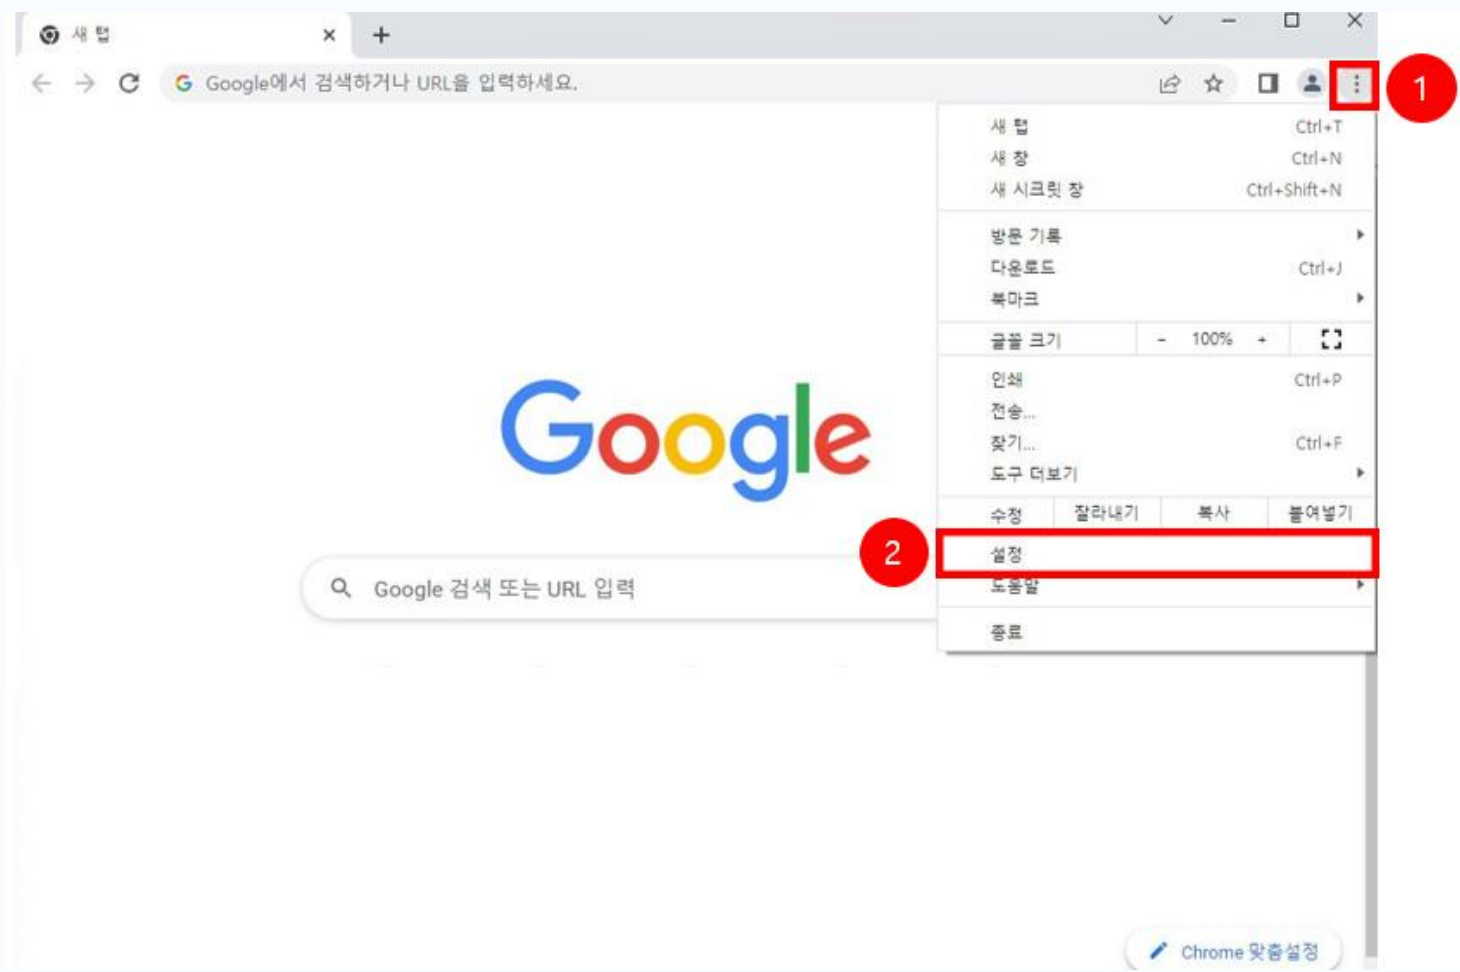 새 탭
Google에서 검색하거나 URL을 입력하세요.
1
새 탭 Ctrl+T
새 창 Ctrl+N
새 시크릿 창 Ctrl+Shift+N
방문 기록
다운로드 Ctrl+J
북마크
글꼴 크기 - 100% +
인쇄 Ctrl+P
전송...
찾기... Ctrl+F
도구 더보기
수정 잘라내기 복사 붙여넣기
2
설정
도움말
종료
Google
Google 검색 또는 URL 입력
Chrome 맞춤설정